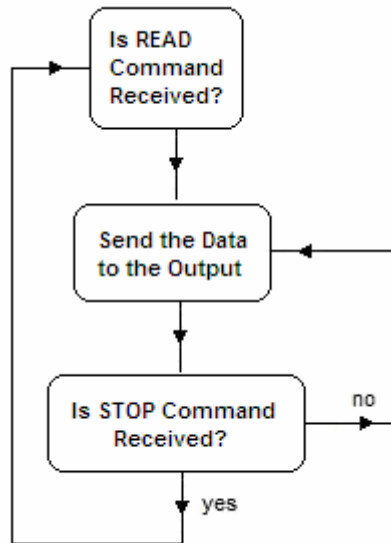 Is READ
Command
Received?
Send the Data
to the Output
Is STOP Command
Received?
no
yes